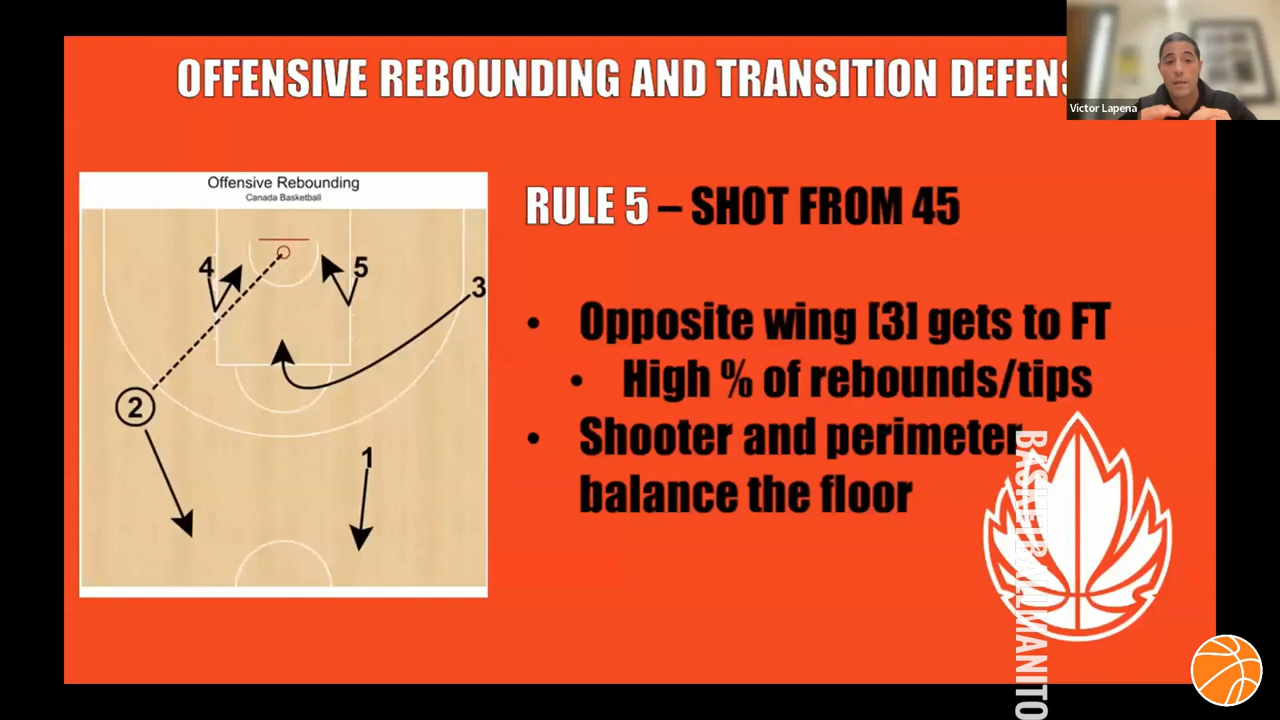 OFFENSIVE REBOUNDING AND TRANSITION DEFENS
Victor Lapena
Offensive Rebounding
Canada Basketball
4
5
3
2
1
RULE 5 – SHOT FROM 45
• Opposite wing [3] gets to FT
• High % of rebounds/tips
• Shooter and perimeter
balance the floor
BASKETBALLMANITO